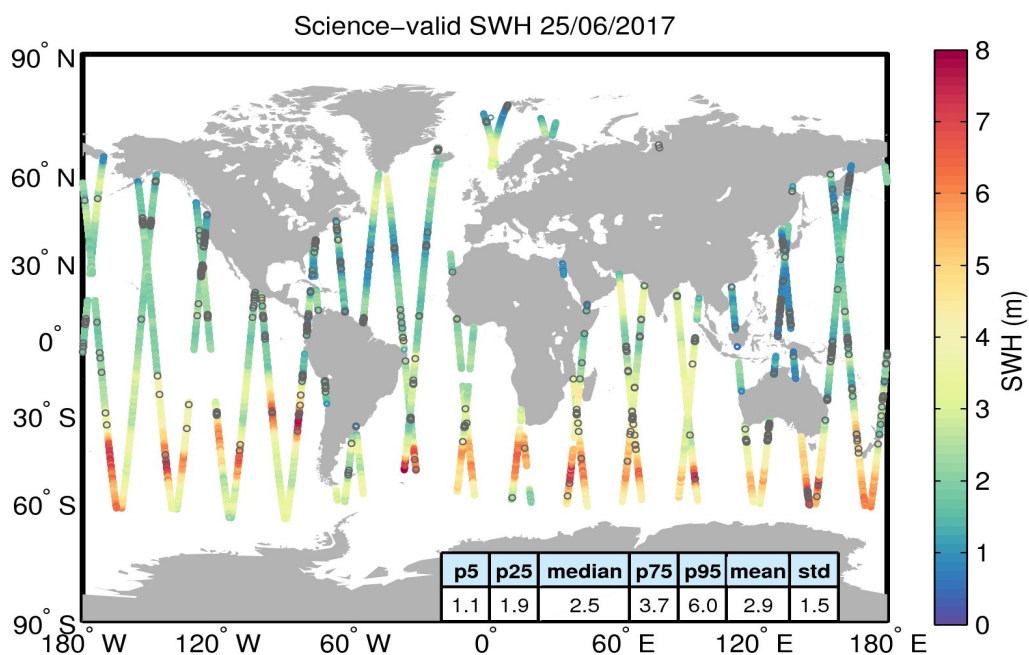 Science−valid SWH 25/06/2017
90° N
60° N
30° N
0°
30° S
60° S
90° S
180° W
120° W
60° W
0°
60° E
120° E
180° E
8
7
6
5
4
3
2
1
0
SWH (m)
p5 p25 median p75 p95 mean std
1.1 1.9 2.5 3.7 6.0 2.9 1.5